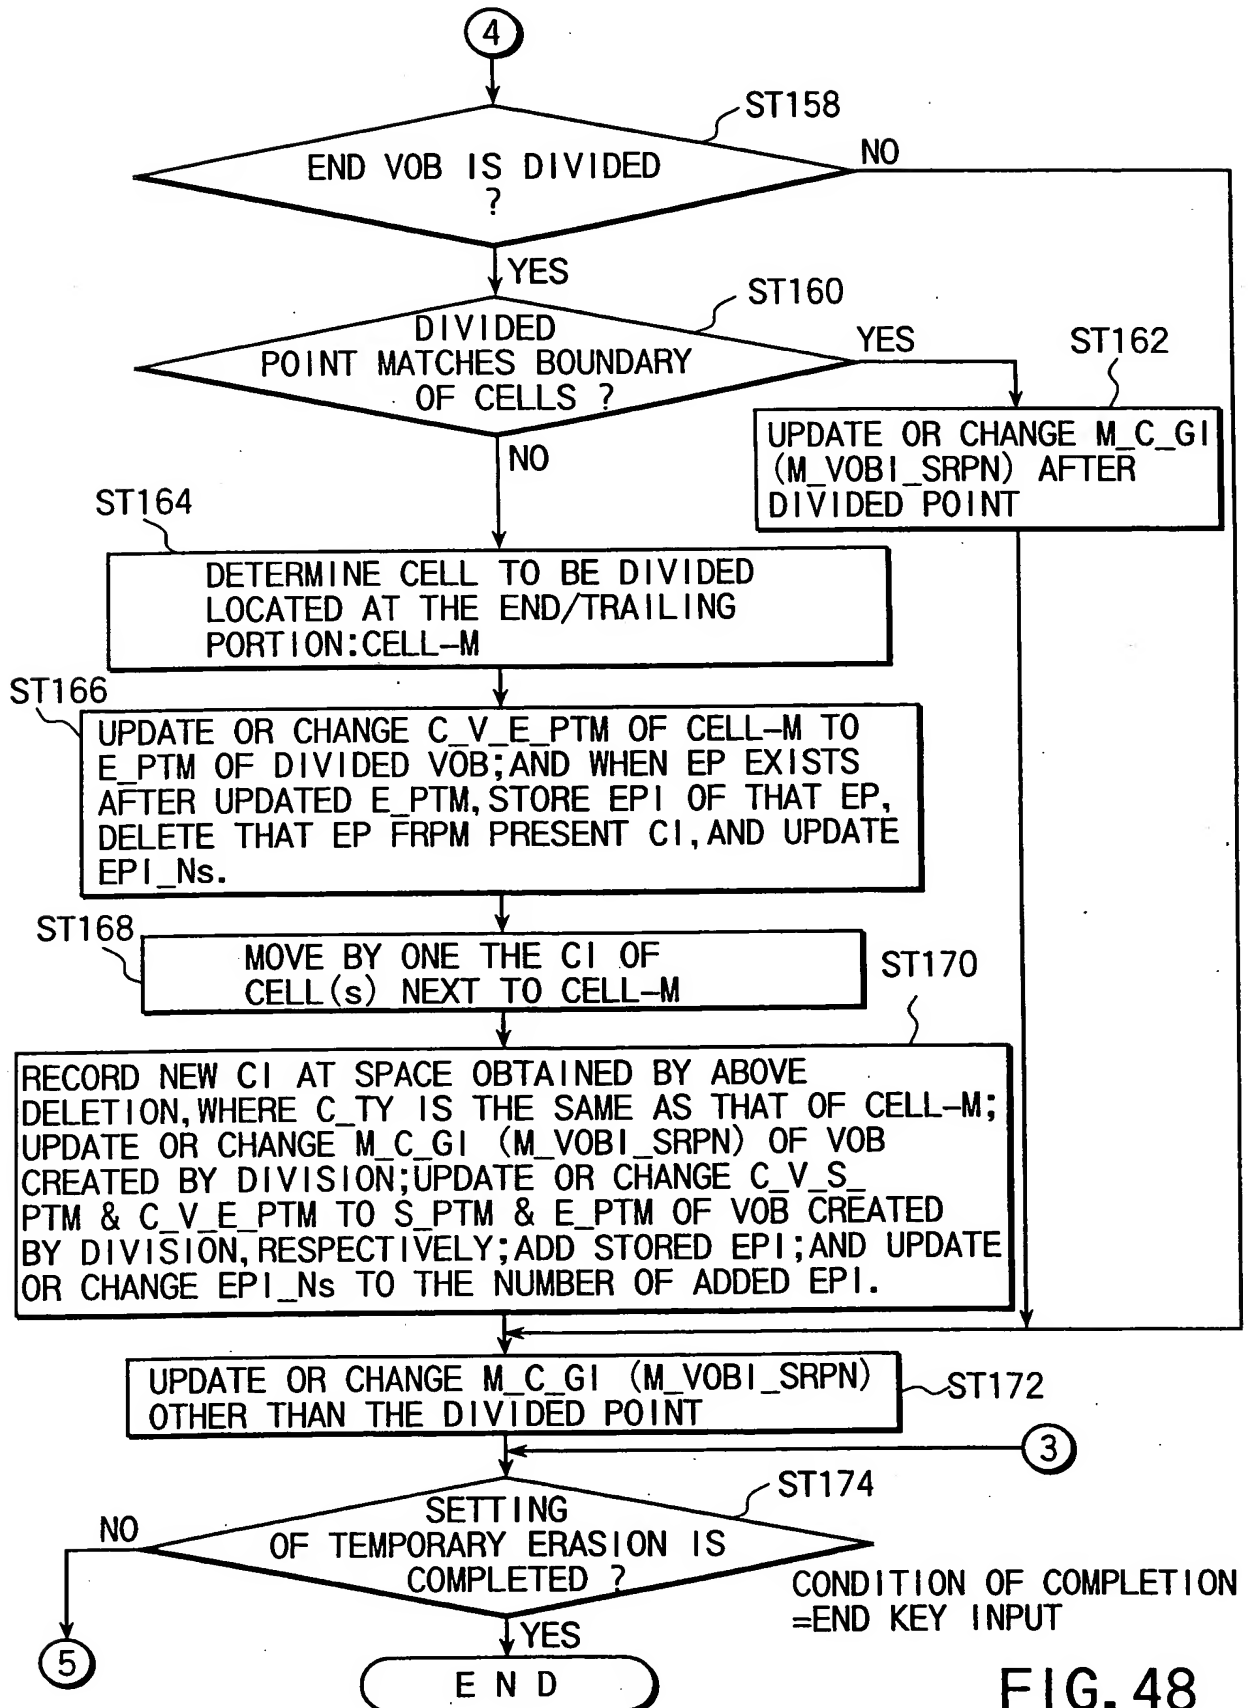 4
ST158
END VOB IS DIVIDED
?
NO
YES
ST160
DIVIDED
POINT MATCHES BOUNDARY
OF CELLS ?
YES
ST162
UPDATE OR CHANGE M_C_GI
(M_VOBI_SRPN) AFTER
DIVIDED POINT
NO
ST164
DETERMINE CELL TO BE DIVIDED
LOCATED AT THE END/TRAILING
PORTION:CELL-M
ST166
UPDATE OR CHANGE C_V_E_PTM OF CELL-M TO
E_PTM OF DIVIDED VOB;AND WHEN EP EXISTS
AFTER UPDATED E_PTM,STORE EPI OF THAT EP,
DELETE THAT EP FRPM PRESENT CI,AND UPDATE
EPI_Ns.
ST168
MOVE BY ONE THE CI OF
CELL(s) NEXT TO CELL-M
ST170
RECORD NEW CI AT SPACE OBTAINED BY ABOVE
DELETION,WHERE C_TY IS THE SAME AS THAT OF CELL-M;
UPDATE OR CHANGE M_C_GI (M_VOBI_SRPN) OF VOB
CREATED BY DIVISION;UPDATE OR CHANGE C_V_S_
PTM & C_V_E_PTM TO S_PTM & E_PTM OF VOB CREATED
BY DIVISION,RESPECTIVELY;ADD STORED EPI;AND UPDATE
OR CHANGE EPI_Ns TO THE NUMBER OF ADDED EPI.
UPDATE OR CHANGE M_C_GI (M_VOBI_SRPN)
OTHER THAN THE DIVIDED POINT
ST172
3
ST174
SETTING
OF TEMPORARY ERASION IS
COMPLETED ?
NO
CONDITION OF COMPLETION
=END KEY INPUT
5
YES
END
FIG.48